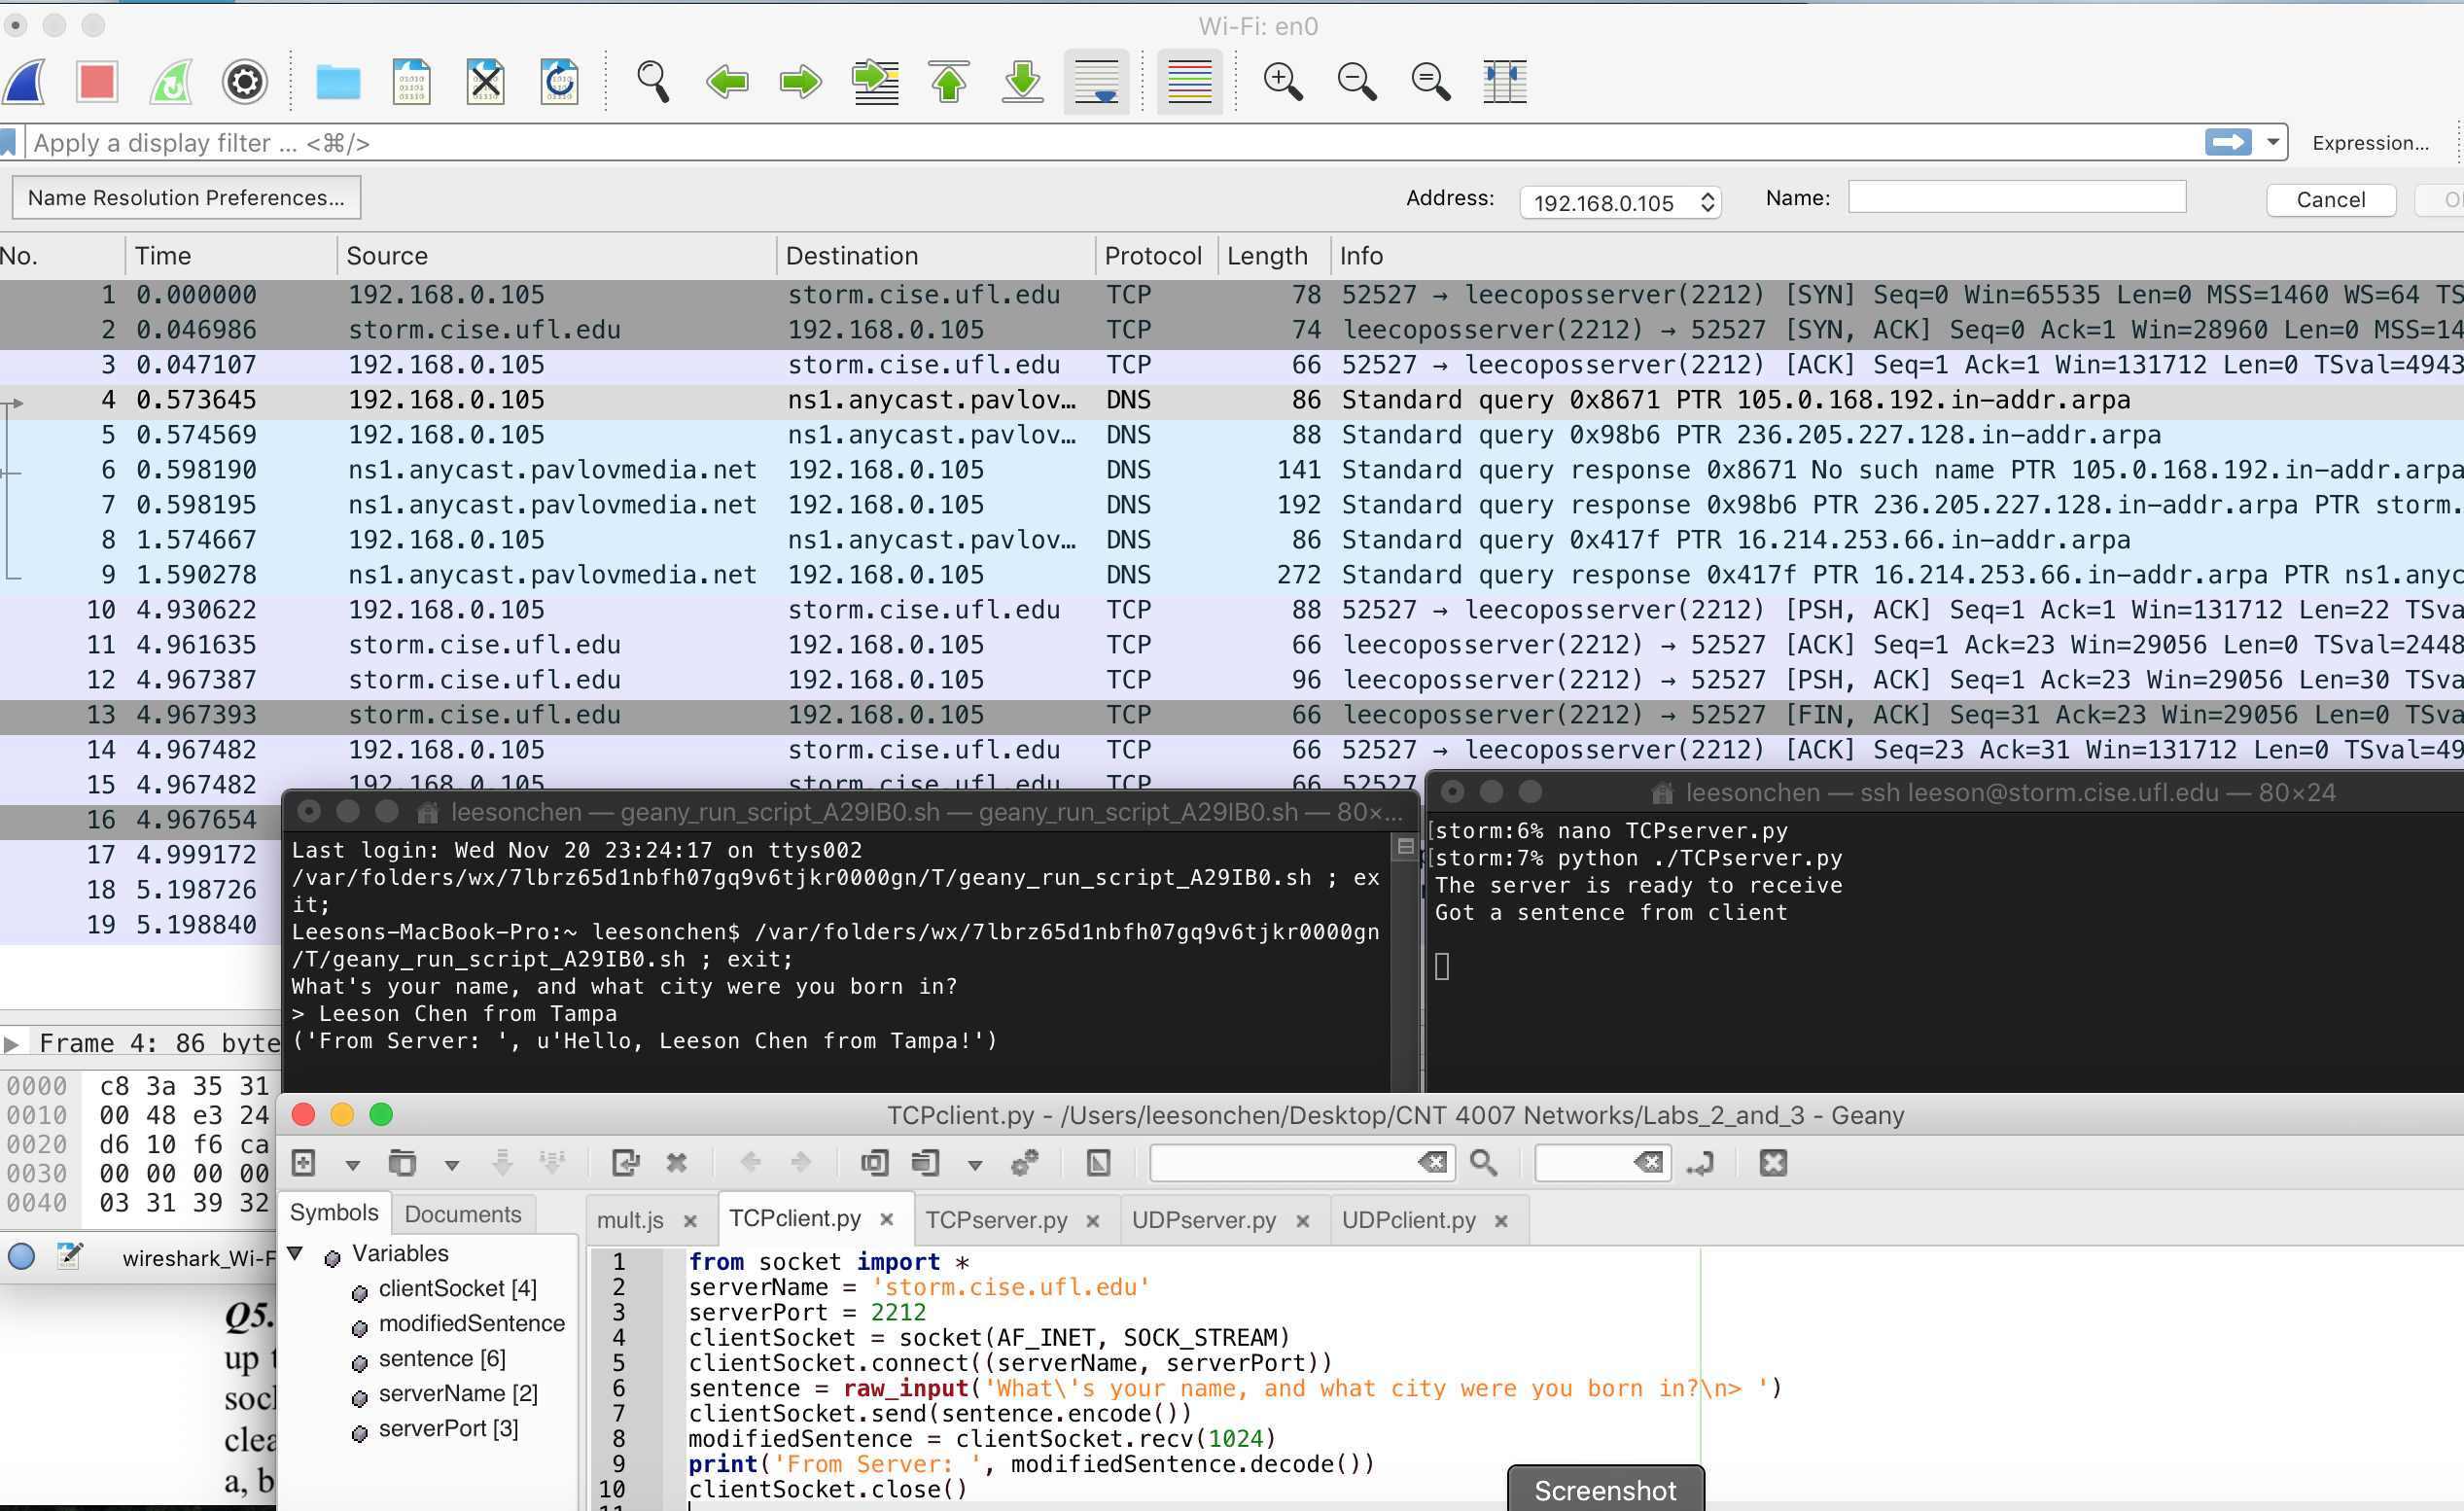 Wi-Fi: en0
Apply a display filter ... <⌘/>
Expression...
Name Resolution Preferences...
Address: 192.168.0.105 Name: Cancel
No. Time Source Destination Protocol Length Info
1 0.000000 192.168.0.105 storm.cise.ufl.edu TCP 78 52527 → leecoposserver(2212) [SYN] Seq=0 Win=65535 Len=0 MSS=1460 WS=64 TS
2 0.046986 storm.cise.ufl.edu 192.168.0.105 TCP 74 leecoposserver(2212) → 52527 [SYN, ACK] Seq=0 Ack=1 Win=28960 Len=0 MSS=14
3 0.047107 192.168.0.105 storm.cise.ufl.edu TCP 66 52527 → leecoposserver(2212) [ACK] Seq=1 Ack=1 Win=131712 Len=0 TSval=4943
4 0.573645 192.168.0.105 ns1.anycast.pavlov… DNS 86 Standard query 0x8671 PTR 105.0.168.192.in-addr.arpa
5 0.574569 192.168.0.105 ns1.anycast.pavlov… DNS 88 Standard query 0x98b6 PTR 236.205.227.128.in-addr.arpa
6 0.598190 ns1.anycast.pavlovmedia.net 192.168.0.105 DNS 141 Standard query response 0x8671 No such name PTR 105.0.168.192.in-addr.arpa
7 0.598195 ns1.anycast.pavlovmedia.net 192.168.0.105 DNS 192 Standard query response 0x98b6 PTR 236.205.227.128.in-addr.arpa PTR storm.
8 1.574667 192.168.0.105 ns1.anycast.pavlov… DNS 86 Standard query 0x417f PTR 16.214.253.66.in-addr.arpa
9 1.590278 ns1.anycast.pavlovmedia.net 192.168.0.105 DNS 272 Standard query response 0x417f PTR 16.214.253.66.in-addr.arpa PTR ns1.anyc
10 4.930622 192.168.0.105 storm.cise.ufl.edu TCP 88 52527 → leecoposserver(2212) [PSH, ACK] Seq=1 Ack=1 Win=131712 Len=22 TSva
11 4.961635 storm.cise.ufl.edu 192.168.0.105 TCP 66 leecoposserver(2212) → 52527 [ACK] Seq=1 Ack=23 Win=29056 Len=0 TSval=2448
12 4.967387 storm.cise.ufl.edu 192.168.0.105 TCP 96 leecoposserver(2212) → 52527 [PSH, ACK] Seq=1 Ack=23 Win=29056 Len=30 TSva
13 4.967393 storm.cise.ufl.edu 192.168.0.105 TCP 66 leecoposserver(2212) → 52527 [FIN, ACK] Seq=31 Ack=23 Win=29056 Len=0 TSva
14 4.967482 192.168.0.105 storm.cise.ufl.edu TCP 66 52527 → leecoposserver(2212) [ACK] Seq=23 Ack=31 Win=131712 Len=0 TSval=49
15 4.967482 192.168.0.105 storm.cise.ufl.edu TCP 66 52527
16 4.967654
17 4.999172
18 5.198726
19 5.198840
leesonchen — geany_run_script_A29IB0.sh — geany_run_script_A29IB0.sh — 80×...
Last login: Wed Nov 20 23:24:17 on ttys002
/var/folders/wx/7lbrz65d1nbfh07gq9v6tjkr0000gn/T/geany_run_script_A29IB0.sh ; ex
it;
Leesons-MacBook-Pro:~ leesonchen$ /var/folders/wx/7lbrz65d1nbfh07gq9v6tjkr0000gn
/T/geany_run_script_A29IB0.sh ; exit;
What's your name, and what city were you born in?
> Leeson Chen from Tampa
('From Server: ', u'Hello, Leeson Chen from Tampa!')
leesonchen — ssh leeson@storm.cise.ufl.edu — 80×24
[storm:6% nano TCPserver.py
[storm:7% python ./TCPserver.py
The server is ready to receive
Got a sentence from client
Frame 4: 86 byte
0000 c8 3a 35 31
0010 00 48 e3 24
0020 d6 10 f6 ca
0030 00 00 00 00
0040 03 31 39 32
wireshark_Wi-F
Q5.
up t
soc
clea
a, b
TCPclient.py - /Users/leesonchen/Desktop/CNT 4007 Networks/Labs_2_and_3 - Geany
Symbols Documents
mult.js TCPclient.py TCPserver.py UDPserver.py UDPclient.py
Variables
clientSocket [4]
modifiedSentence
sentence [6]
serverName [2]
serverPort [3]
1 from socket import *
2 serverName = 'storm.cise.ufl.edu'
3 serverPort = 2212
4 clientSocket = socket(AF_INET, SOCK_STREAM)
5 clientSocket.connect((serverName, serverPort))
6 sentence = raw_input('What\'s your name, and what city were you born in?\n> ')
7 clientSocket.send(sentence.encode())
8 modifiedSentence = clientSocket.recv(1024)
9 print('From Server: ', modifiedSentence.decode())
10 clientSocket.close()
11
Screenshot